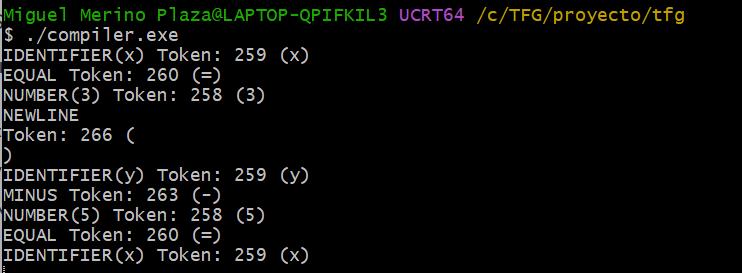 Miguel Merino Plaza@LAPTOP-QPIFKIL3 UCRT64 /c/TFG/proyecto/tfg
$ ./compiler.exe
IDENTIFIER(x) Token: 259 (x)
EQUAL Token: 260 (=)
NUMBER(3) Token: 258 (3)
NEWLINE
Token: 266 (
)
IDENTIFIER(y) Token: 259 (y)
MINUS Token: 263 (-)
NUMBER(5) Token: 258 (5)
EQUAL Token: 260 (=)
IDENTIFIER(x) Token: 259 (x)